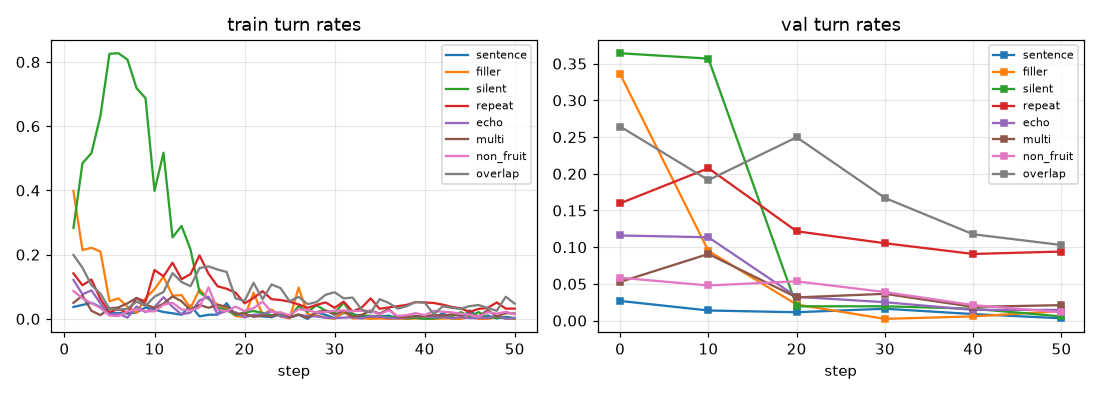 train turn rates
0.8
0.6
0.4
0.2
0.0
0
10
20
30
40
50
step
sentence
filler
silent
repeat
echo
multi
non_fruit
overlap
val turn rates
0.35
0.30
0.25
0.20
0.15
0.10
0.05
0.00
0
10
20
30
40
50
step
sentence
filler
silent
repeat
echo
multi
non_fruit
overlap